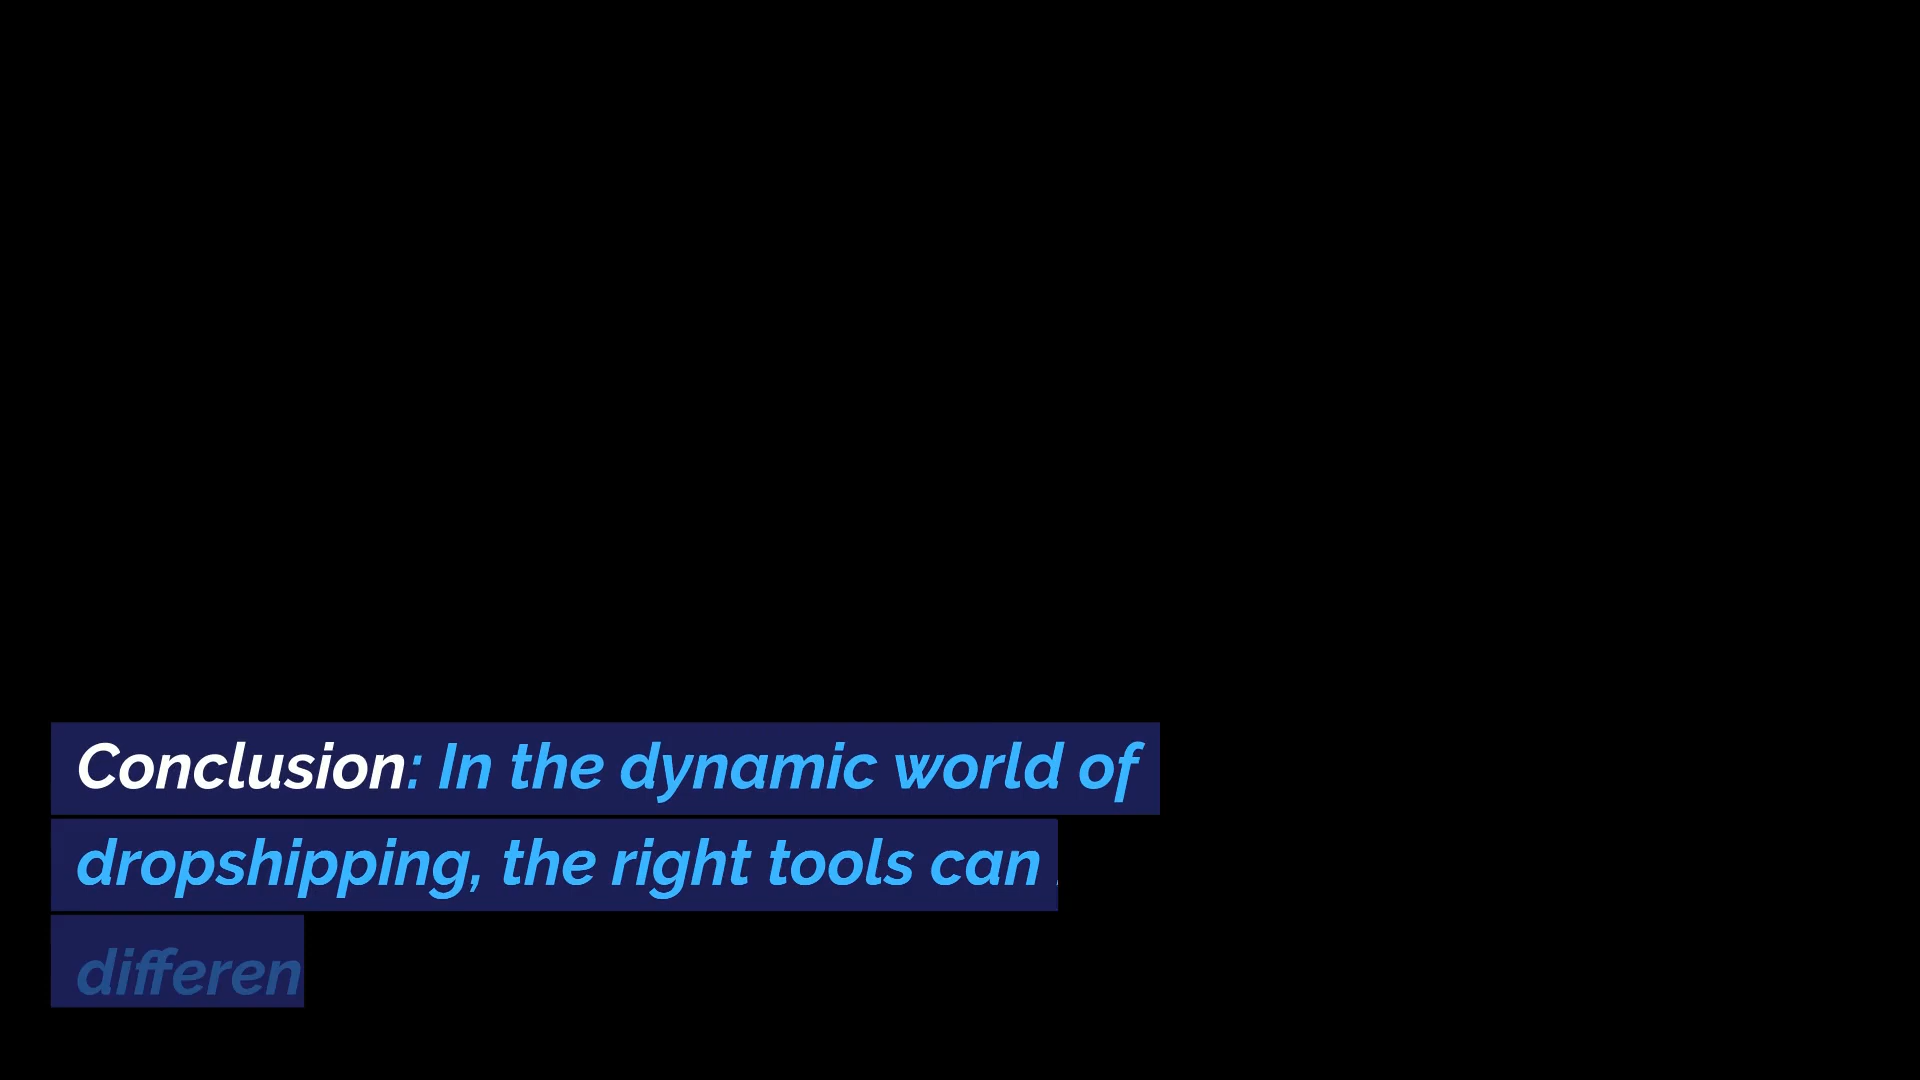 Conclusion: In the dynamic world of
dropshipping, the right tools can
differen